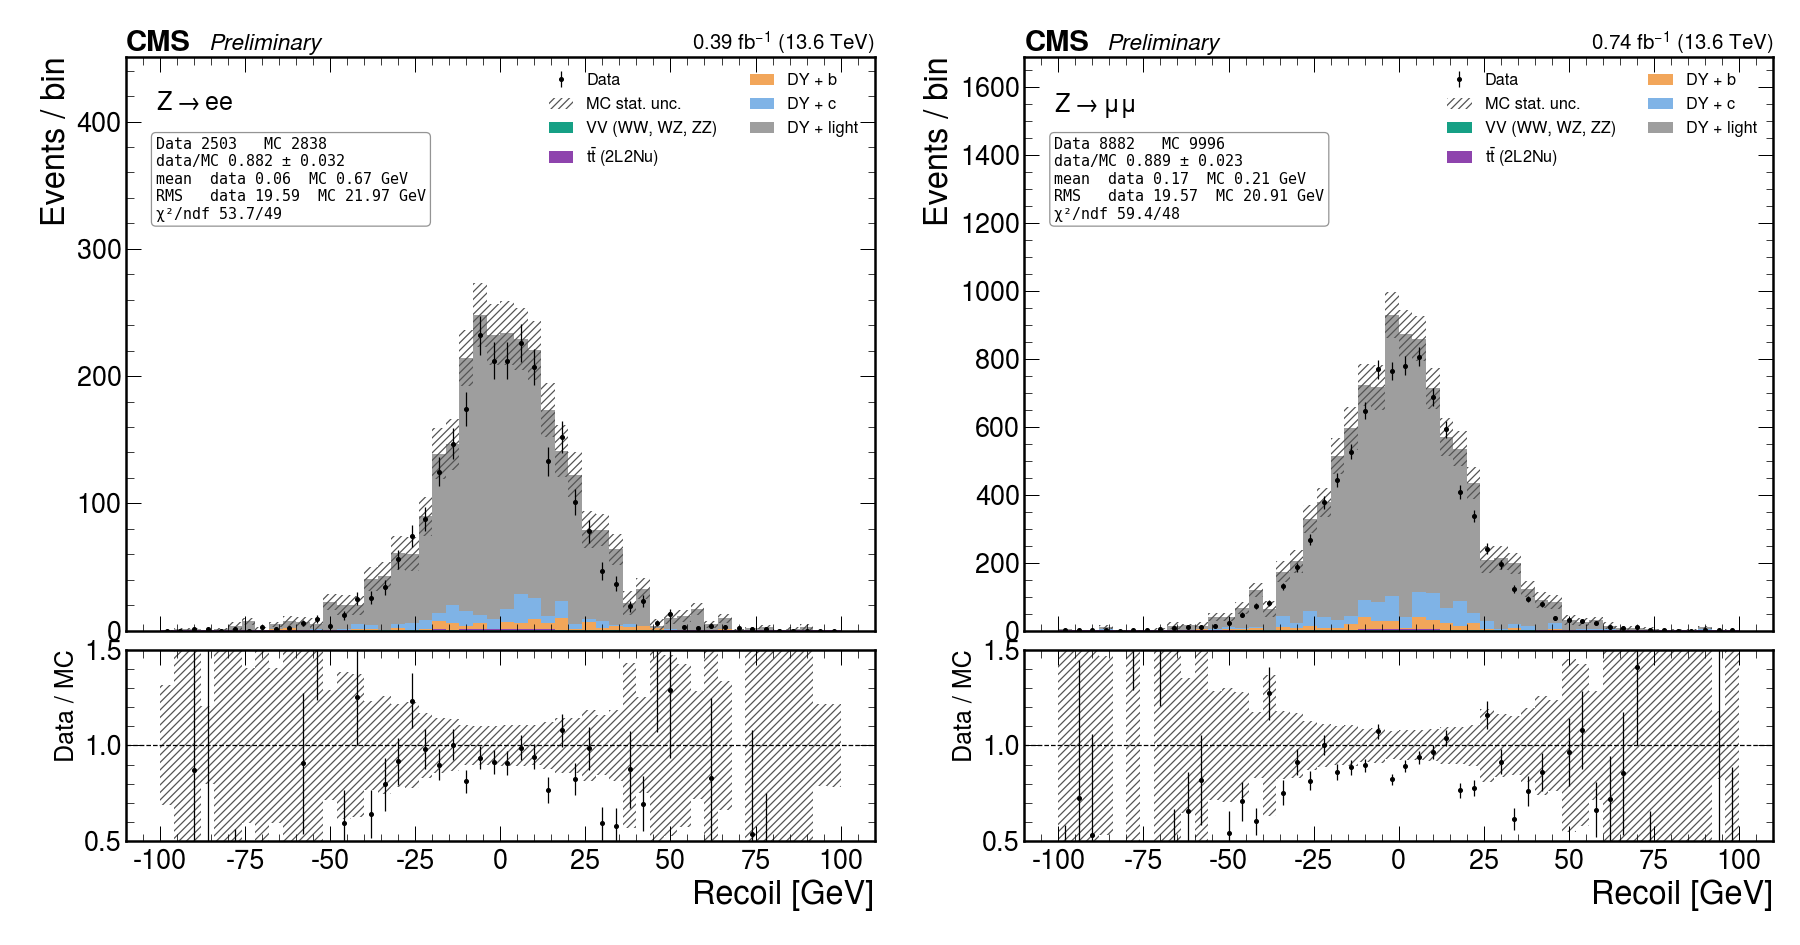 CMS Preliminary 0.39 fb⁻¹ (13.6 TeV)
Events / bin
Z → ee
Data 2503   MC 2838
data/MC 0.882 ± 0.032
mean  data 0.06  MC 0.67 GeV
RMS   data 19.59  MC 21.97 GeV
χ²/ndf 53.7/49
Data
MC stat. unc.
VV (WW, WZ, ZZ)
tt̄ (2L2Nu)
DY + b
DY + c
DY + light
400
300
200
100
0
Data / MC
1.5
1.0
0.5
-100 -75 -50 -25 0 25 50 75 100
Recoil [GeV]
CMS Preliminary 0.74 fb⁻¹ (13.6 TeV)
Events / bin
Z → μμ
Data 8882   MC 9996
data/MC 0.889 ± 0.023
mean  data 0.17  MC 0.21 GeV
RMS   data 19.57  MC 20.91 GeV
χ²/ndf 59.4/48
Data
MC stat. unc.
VV (WW, WZ, ZZ)
tt̄ (2L2Nu)
DY + b
DY + c
DY + light
1600
1400
1200
1000
800
600
400
200
0
Data / MC
1.5
1.0
0.5
-100 -75 -50 -25 0 25 50 75 100
Recoil [GeV]